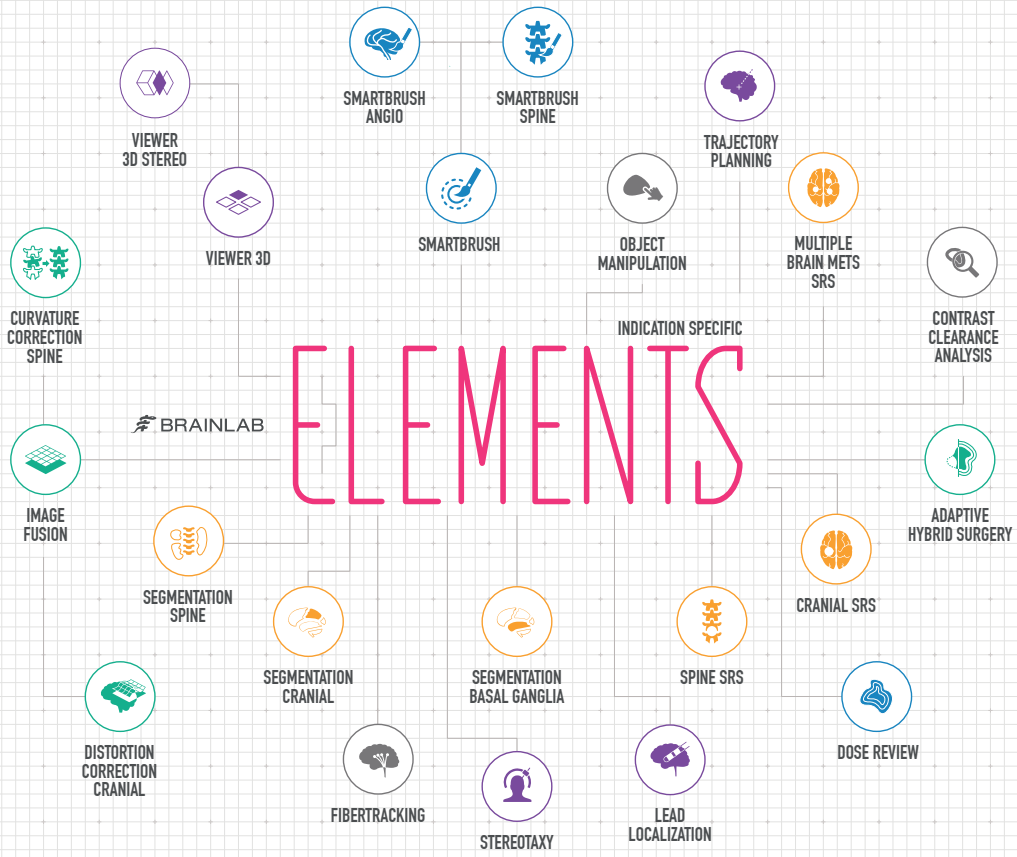 SMARTBRUSH
ANGIO
SMARTBRUSH
SPINE
VIEWER
3D STEREO
TRAJECTORY
PLANNING
VIEWER 3D
SMARTBRUSH
OBJECT
MANIPULATION
MULTIPLE
BRAIN METS
SRS
CURVATURE
CORRECTION
SPINE
CONTRAST
CLEARANCE
ANALYSIS
INDICATION SPECIFIC
BRAINLAB
ELEMENTS
IMAGE
FUSION
ADAPTIVE
HYBRID SURGERY
SEGMENTATION
SPINE
CRANIAL SRS
SEGMENTATION
CRANIAL
SEGMENTATION
BASAL GANGLIA
SPINE SRS
DISTORTION
CORRECTION
CRANIAL
DOSE REVIEW
FIBERTRACKING
STEREOTAXY
LEAD
LOCALIZATION